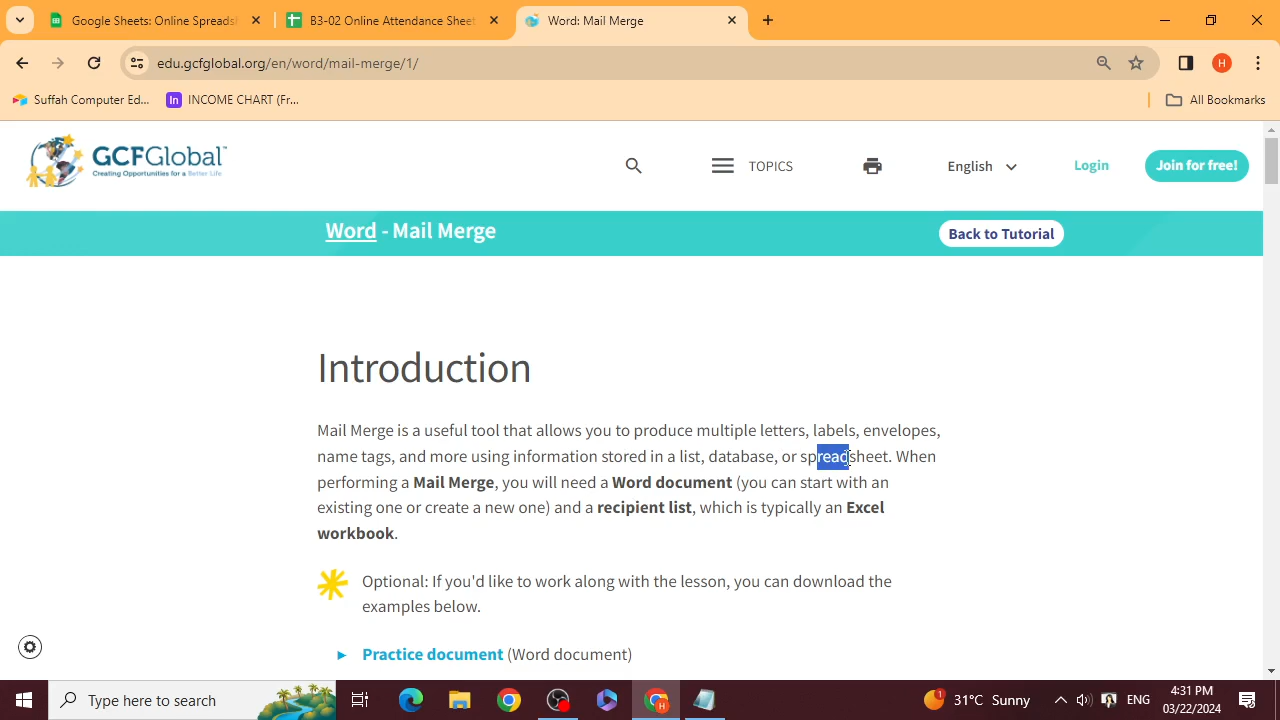 Google Sheets: Online Spreadsh
B3-02 Online Attendance Sheet
Word: Mail Merge
edu.gcfglobal.org/en/word/mail-merge/1/
H
Suffah Computer Ed...
In
INCOME CHART (Fr...
All Bookmarks
GCFGlobal™
Creating Opportunities for a Better Life
TOPICS
English
Login
Join for free!
Word - Mail Merge
Back to Tutorial
Introduction
Mail Merge is a useful tool that allows you to produce multiple letters, labels, envelopes,
name tags, and more using information stored in a list, database, or spreadsheet. When
performing a Mail Merge, you will need a Word document (you can start with an
existing one or create a new one) and a recipient list, which is typically an Excel
workbook.
Optional: If you'd like to work along with the lesson, you can download the
examples below.
Practice document (Word document)
Type here to search
H
1
31°C Sunny
ENG
4:31 PM
03/22/2024